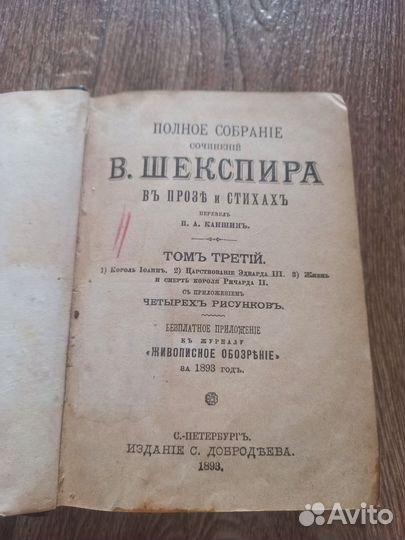 ПОЛНОЕ СОБРАНІЕ
СОЧИНЕНІЙ
В. ШЕКСПИРА
ВЪ ПРОЗѢ и СТИХАХЪ
ПЕРЕВЕЛЪ
П. А. КАНШИНЪ.
ТОМЪ ТРЕТІЙ.
1) Король Іоаннъ. 2) Царствованіе Эдварда III. 3) Жизнь
и смерть короля Ричарда II.
СЪ ПРИЛОЖЕНІЕМЪ
ЧЕТЫРЕХЪ РИСУНКОВЪ.
БЕЗПЛАТНОЕ ПРИЛОЖЕНІЕ
КЪ ЖУРНАЛУ
«ЖИВОПИСНОЕ ОБОЗРѢНІЕ»
ЗА 1893 ГОДЪ.
С.-ПЕТЕРБУРГЪ.
ИЗДАНІЕ С. ДОБРОДѢЕВА.
1893.
Avito